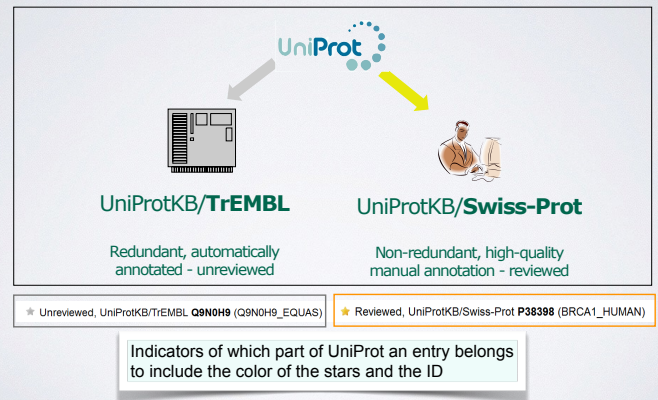 UniProt
UniProtKB/TrEMBL
UniProtKB/Swiss-Prot
Redundant, automatically
annotated - unreviewed
Non-redundant, high-quality
manual annotation - reviewed
Unreviewed, UniProtKB/TrEMBL Q9N0H9 (Q9N0H9_EQUAS)
Reviewed, UniProtKB/Swiss-Prot P38398 (BRCA1_HUMAN)
Indicators of which part of UniProt an entry belongs
to include the color of the stars and the ID